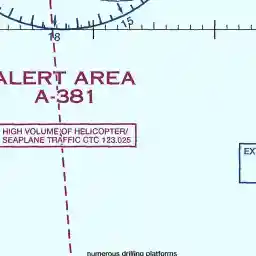 18
15
ALERT AREA
A-381
HIGH VOLUME OF HELICOPTER/
SEAPLANE TRAFFIC CTC 123.025
EX
numerous drilling platforms